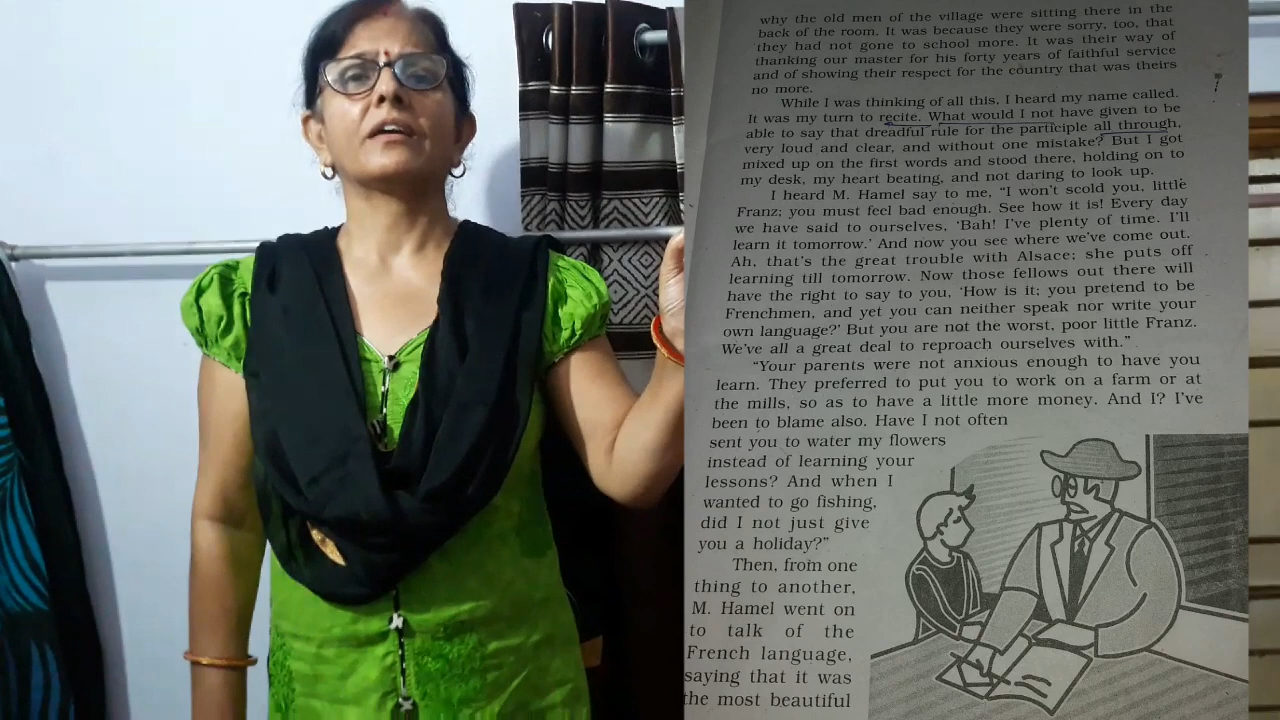 why the old men of the village were sitting there in the
back of the room. It was because they were sorry, too, that
they had not gone to school more. It was their way of
thanking our master for his forty years of faithful service
and of showing their respect for the country that was theirs
no more.
While I was thinking of all this, I heard my name called.
It was my turn to recite. What would I not have given to be
able to say that dreadful rule for the participle all through,
very loud and clear, and without one mistake? But I got
mixed up on the first words and stood there, holding on to
my desk, my heart beating, and not daring to look up.
I heard M. Hamel say to me, “I won't scold you, little
Franz; you must feel bad enough. See how it is! Every day
we have said to ourselves, ‘Bah! I've plenty of time. I'll
learn it tomorrow.’ And now you see where we've come out.
Ah, that's the great trouble with Alsace; she puts off
learning till tomorrow. Now those fellows out there will
have the right to say to you, ‘How is it; you pretend to be
Frenchmen, and yet you can neither speak nor write your
own language?’ But you are not the worst, poor little Franz.
We've all a great deal to reproach ourselves with.”
“Your parents were not anxious enough to have you
learn. They preferred to put you to work on a farm or at
the mills, so as to have a little more money. And I? I've
been to blame also. Have I not often
sent you to water my flowers
instead of learning your
lessons? And when I
wanted to go fishing,
did I not just give
you a holiday?”
Then, from one
thing to another,
M. Hamel went on
to talk of the
French language,
saying that it was
the most beautiful